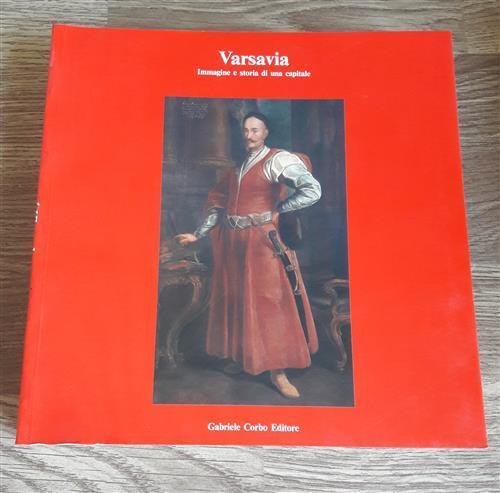 Varsavia
Immagine e storia di una capitale
Gabriele Corbo Editore